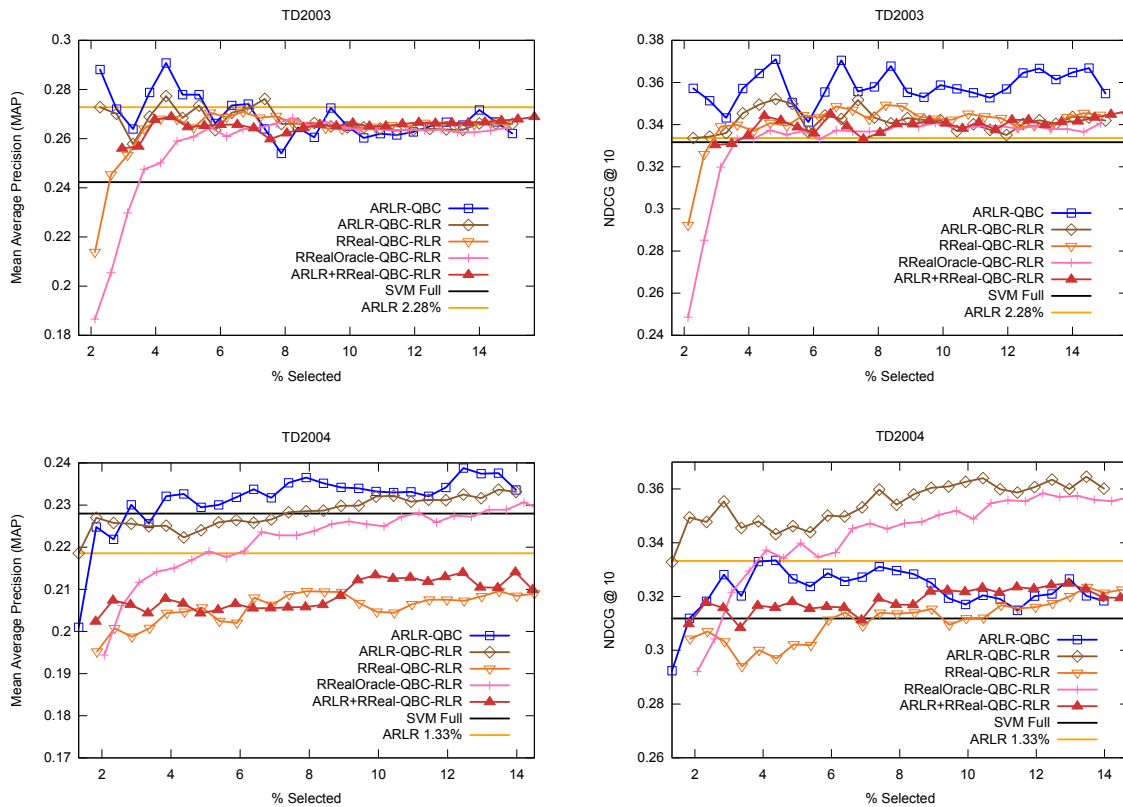 TD2003
Mean Average Precision (MAP)
0.3
0.28
0.26
0.24
0.22
0.2
0.18
ARLR-QBC
ARLR-QBC-RLR
RReal-QBC-RLR
RRealOracle-QBC-RLR
ARLR+RReal-QBC-RLR
SVM Full
ARLR 2.28%
2 4 6 8 10 12 14
% Selected
TD2003
NDCG @ 10
0.38
0.36
0.34
0.32
0.3
0.28
0.26
0.24
ARLR-QBC
ARLR-QBC-RLR
RReal-QBC-RLR
RRealOracle-QBC-RLR
ARLR+RReal-QBC-RLR
SVM Full
ARLR 2.28%
2 4 6 8 10 12 14
% Selected
TD2004
Mean Average Precision (MAP)
0.24
0.23
0.22
0.21
0.2
0.19
0.18
0.17
ARLR-QBC
ARLR-QBC-RLR
RReal-QBC-RLR
RRealOracle-QBC-RLR
ARLR+RReal-QBC-RLR
SVM Full
ARLR 1.33%
2 4 6 8 10 12 14
% Selected
TD2004
NDCG @ 10
0.36
0.34
0.32
0.3
0.28
0.26
ARLR-QBC
ARLR-QBC-RLR
RReal-QBC-RLR
RRealOracle-QBC-RLR
ARLR+RReal-QBC-RLR
SVM Full
ARLR 1.33%
2 4 6 8 10 12 14
% Selected